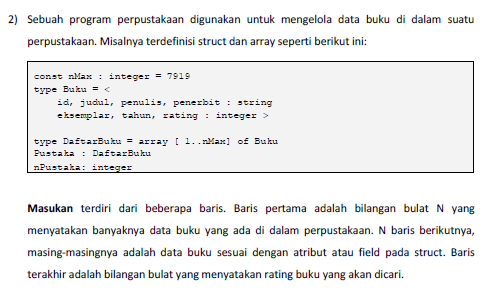 2) Sebuah program perpustakaan digunakan untuk mengelola data buku di dalam suatu
perpustakaan. Misalnya terdefinisi struct dan array seperti berikut ini:
const nMax : integer = 7919
type Buku = <
id, judul, penulis, penerbit : string
eksemplar, tahun, rating : integer >
type DaftarBuku = array [ 1..nMax] of Buku
Pustaka : DaftarBuku
nPustaka: integer
Masukan terdiri dari beberapa baris. Baris pertama adalah bilangan bulat N yang
menyatakan banyaknya data buku yang ada di dalam perpustakaan. N baris berikutnya,
masing-masingnya adalah data buku sesuai dengan atribut atau field pada struct. Baris
terakhir adalah bilangan bulat yang menyatakan rating buku yang akan dicari.